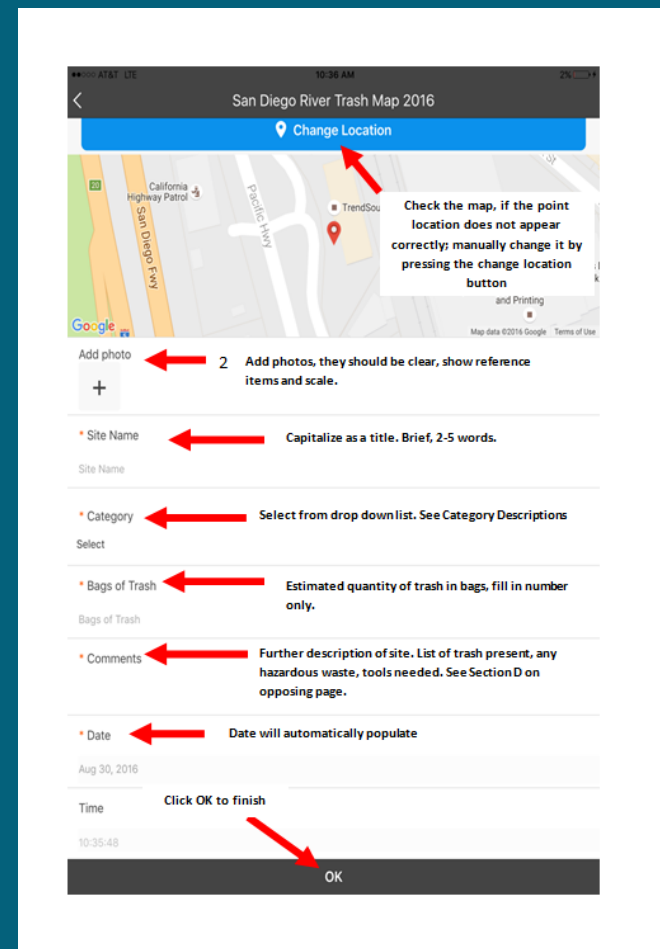 ●●○○○ AT&T LTE 10:36 AM 2%
San Diego River Trash Map 2016
Change Location
20
California
Highway Patrol
San Diego Fwy
Pacific Hwy
TrendSou
Check the map, if the point
location does not appear
correctly; manually change it by
pressing the change location
button
and Printing
Google
Map data ©2016 Google Terms of Use
Add photo
2 Add photos, they should be clear, show reference
items and scale.
+
* Site Name
Capitalize as a title. Brief, 2-5 words.
Site Name
* Category
Select from drop down list. See Category Descriptions
Select
* Bags of Trash
Estimated quantity of trash in bags, fill in number
only.
Bags of Trash
* Comments
Further description of site. List of trash present, any
hazardous waste, tools needed. See Section D on
opposing page.
* Date
Date will automatically populate
Aug 30, 2016
Click OK to finish
Time
10:35:48
OK